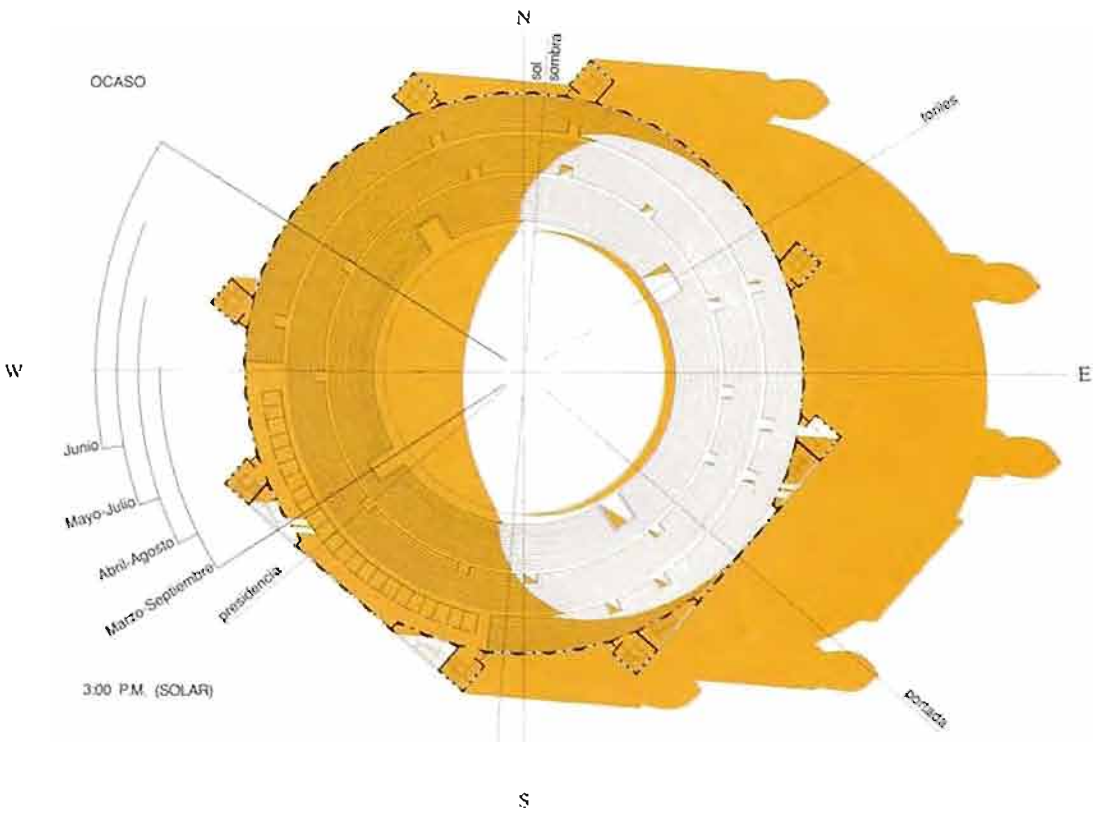 N
OCASO
sol
sombra
toriles
W
E
Junio
Mayo-Julio
Abril-Agosto
Marzo-Septiembre
presidencia
3:00 P.M. (SOLAR)
portada
S